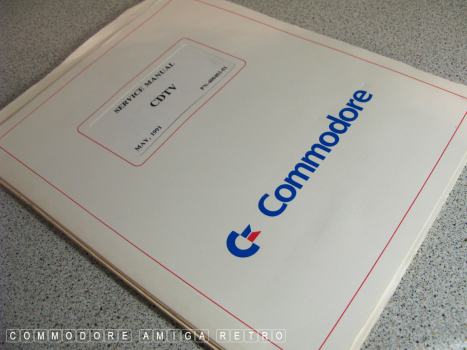 SERVICE MANUAL
CDTV
MAY, 1991
Commodore
COMMODORE AMIGA RETRO